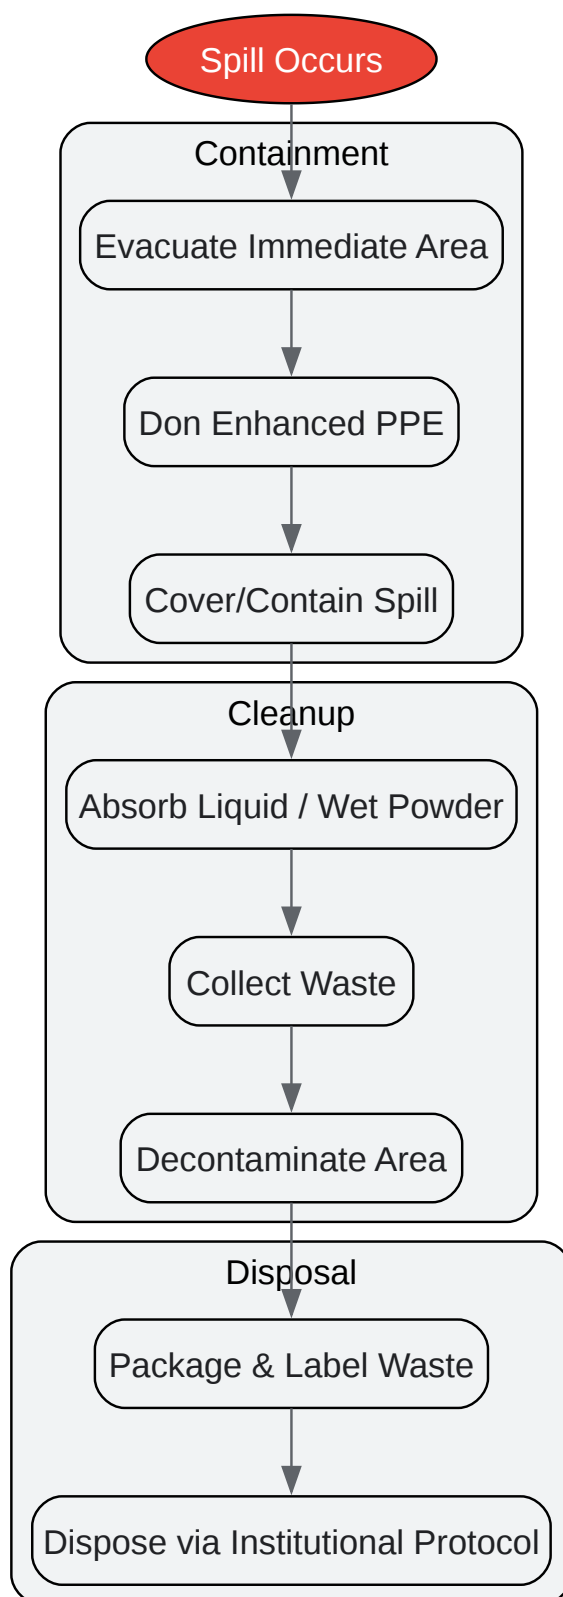 Spill Occurs
Containment
Evacuate Immediate Area
Don Enhanced PPE
Cover/Contain Spill
Cleanup
Absorb Liquid / Wet Powder
Collect Waste
Decontaminate Area
Disposal
Package & Label Waste
Dispose via Institutional Protocol